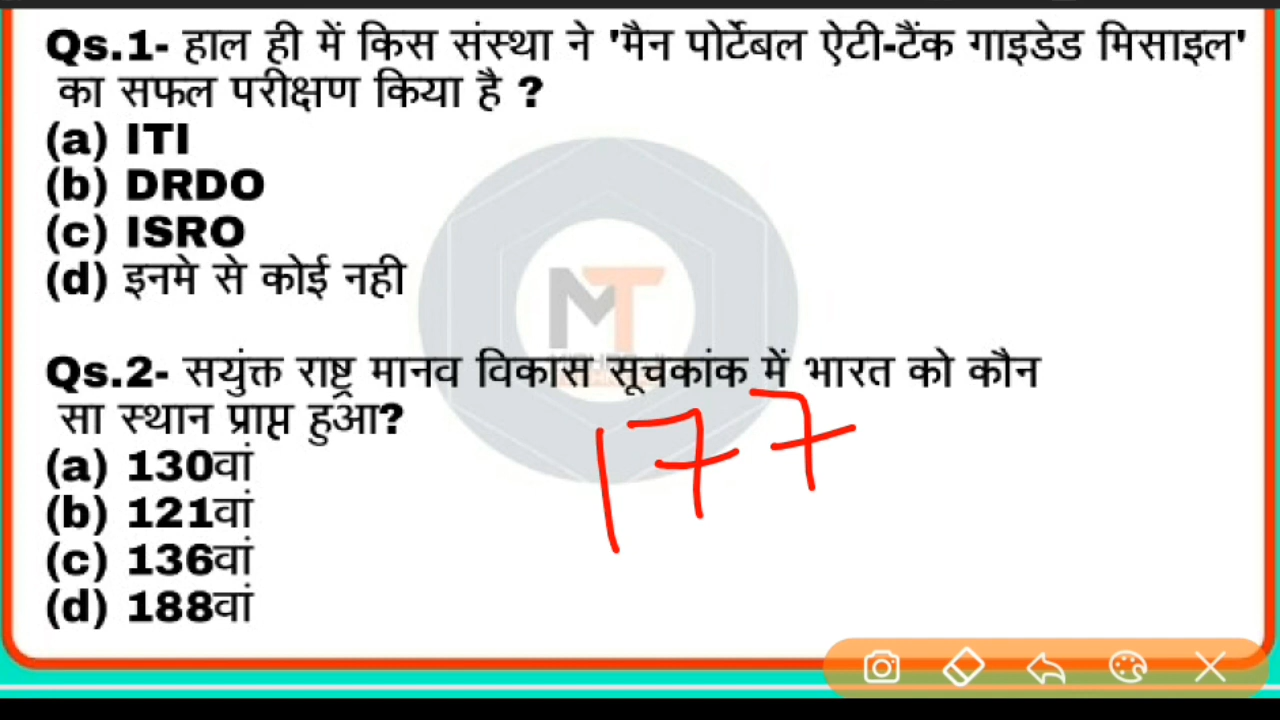 Qs.1- हाल ही में किस संस्था ने 'मैन पोर्टेबल ऐटी-टैंक गाइडेड मिसाइल'
का सफल परीक्षण किया है ?
(a) ITI
(b) DRDO
(c) ISRO
(d) इनमे से कोई नही
MT
Qs.2- सयुंक्त राष्ट्र मानव विकास सूचकांक में भारत को कौन
सा स्थान प्राप्त हुआ?
177
(a) 130वां
(b) 121वां
(c) 136वां
(d) 188वां